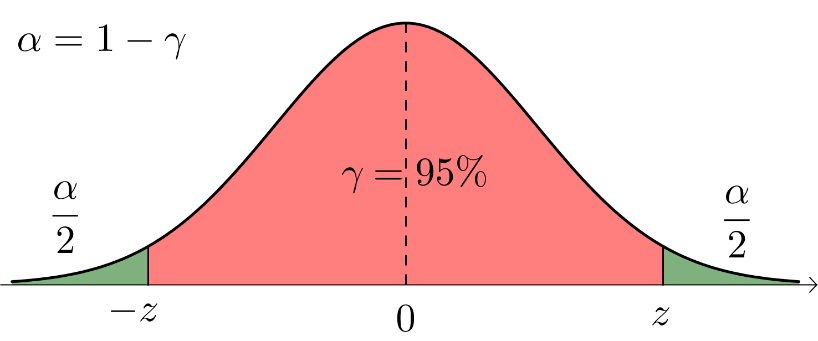 α = 1 − γ
γ = 95%
α/2
α/2
−z
0
z